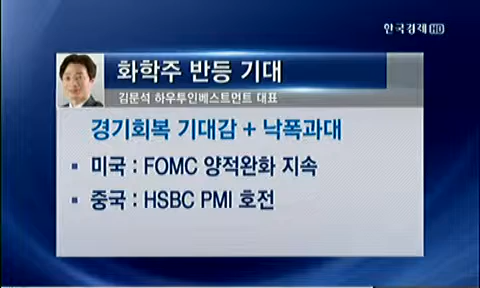 한국경제 HD
화학주 반등 기대
김문석 하우투인베스트먼트 대표
경기회복 기대감 + 낙폭과대
▪ 미국 : FOMC 양적완화 지속
▪ 중국 : HSBC PMI 호전